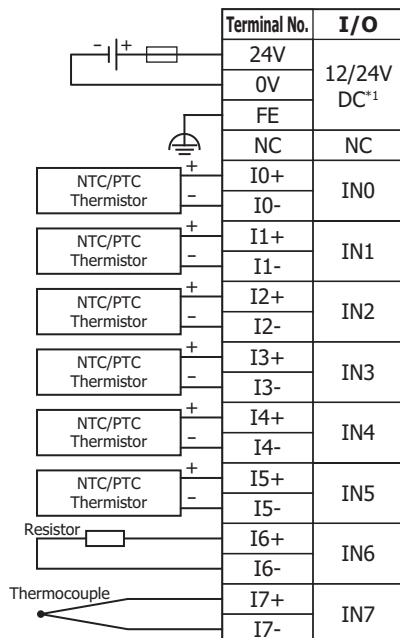 Terminal No. I/O
- + 24V
0V
12/24V
DC*1
FE
NC NC
NTC/PTC
Thermistor
+ I0+
- I0-
IN0
NTC/PTC
Thermistor
+ I1+
- I1-
IN1
NTC/PTC
Thermistor
+ I2+
- I2-
IN2
NTC/PTC
Thermistor
+ I3+
- I3-
IN3
NTC/PTC
Thermistor
+ I4+
- I4-
IN4
NTC/PTC
Thermistor
+ I5+
- I5-
IN5
Resistor I6+
I6-
IN6
Thermocouple I7+
I7-
IN7